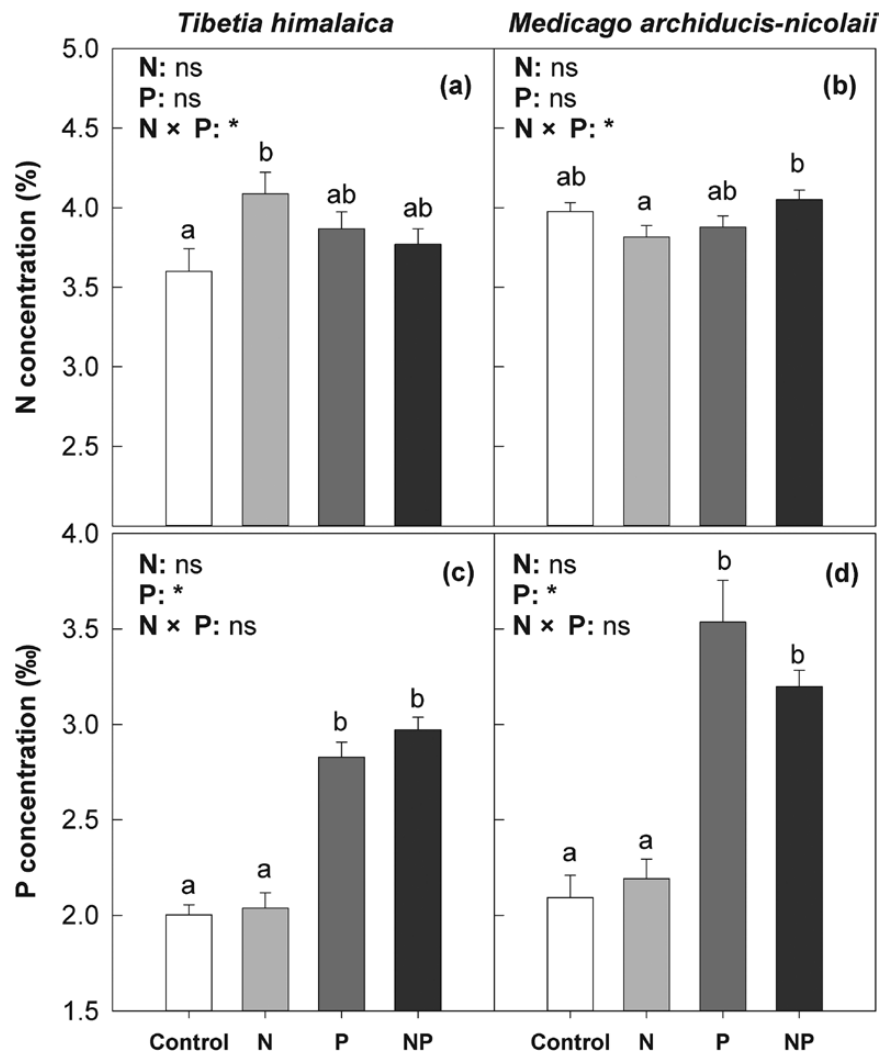 Tibetia himalaica Medicago archiducis-nicolaii
N concentration (%)
5.0
4.5
4.0
3.5
3.0
2.5
N: ns
P: ns
N × P: *
(a)
a b ab ab
N: ns
P: ns
N × P: *
(b)
ab a ab b
P concentration (‰)
4.0
3.5
3.0
2.5
2.0
1.5
N: ns
P: *
N × P: ns
(c)
a a b b
N: ns
P: *
N × P: ns
(d)
a a b b
Control N P NP Control N P NP